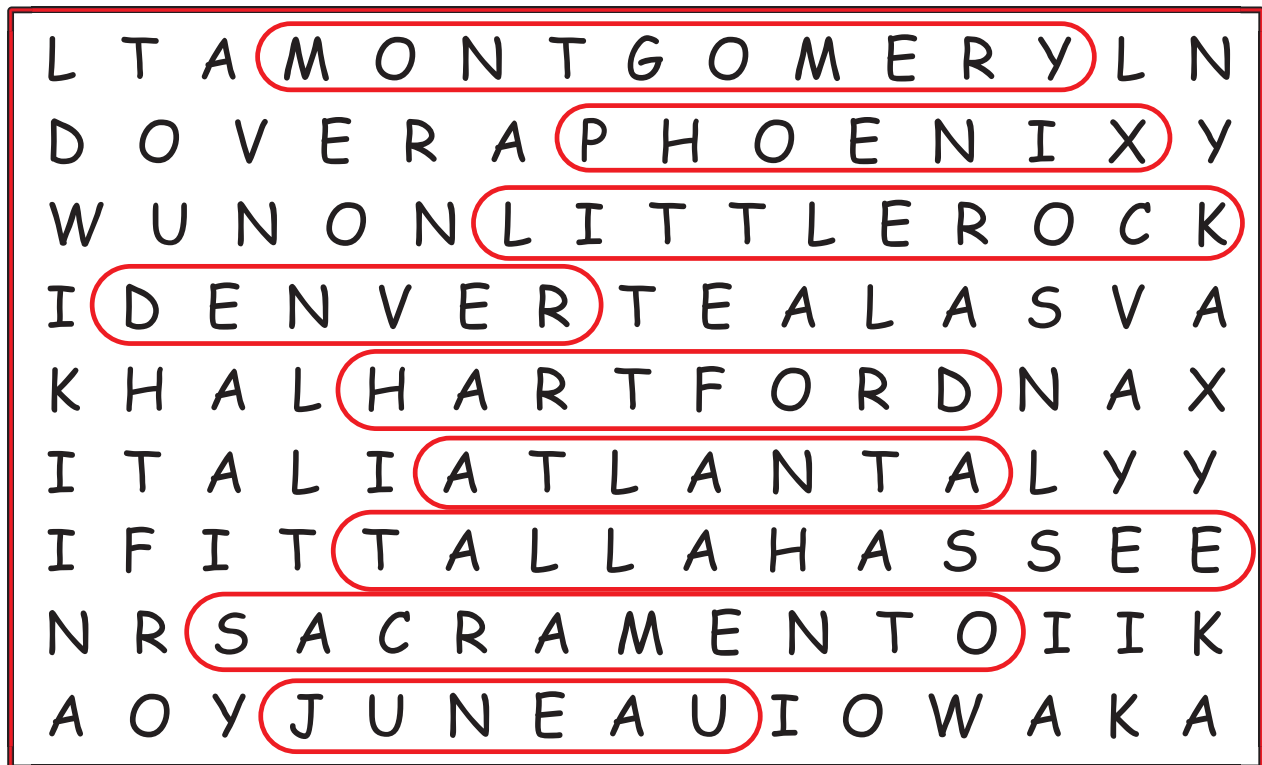 L T A M O N T G O M E R Y L N
D O V E R A P H O E N I X Y
W U N O N L I T T L E R O C K
I D E N V E R T E A L A S V A
K H A L H A R T F O R D N A X
I T A L I A T L A N T A L Y Y
I F I T T A L L A H A S S E E
N R S A C R A M E N T O I I K
A O Y J U N E A U I O W A K A